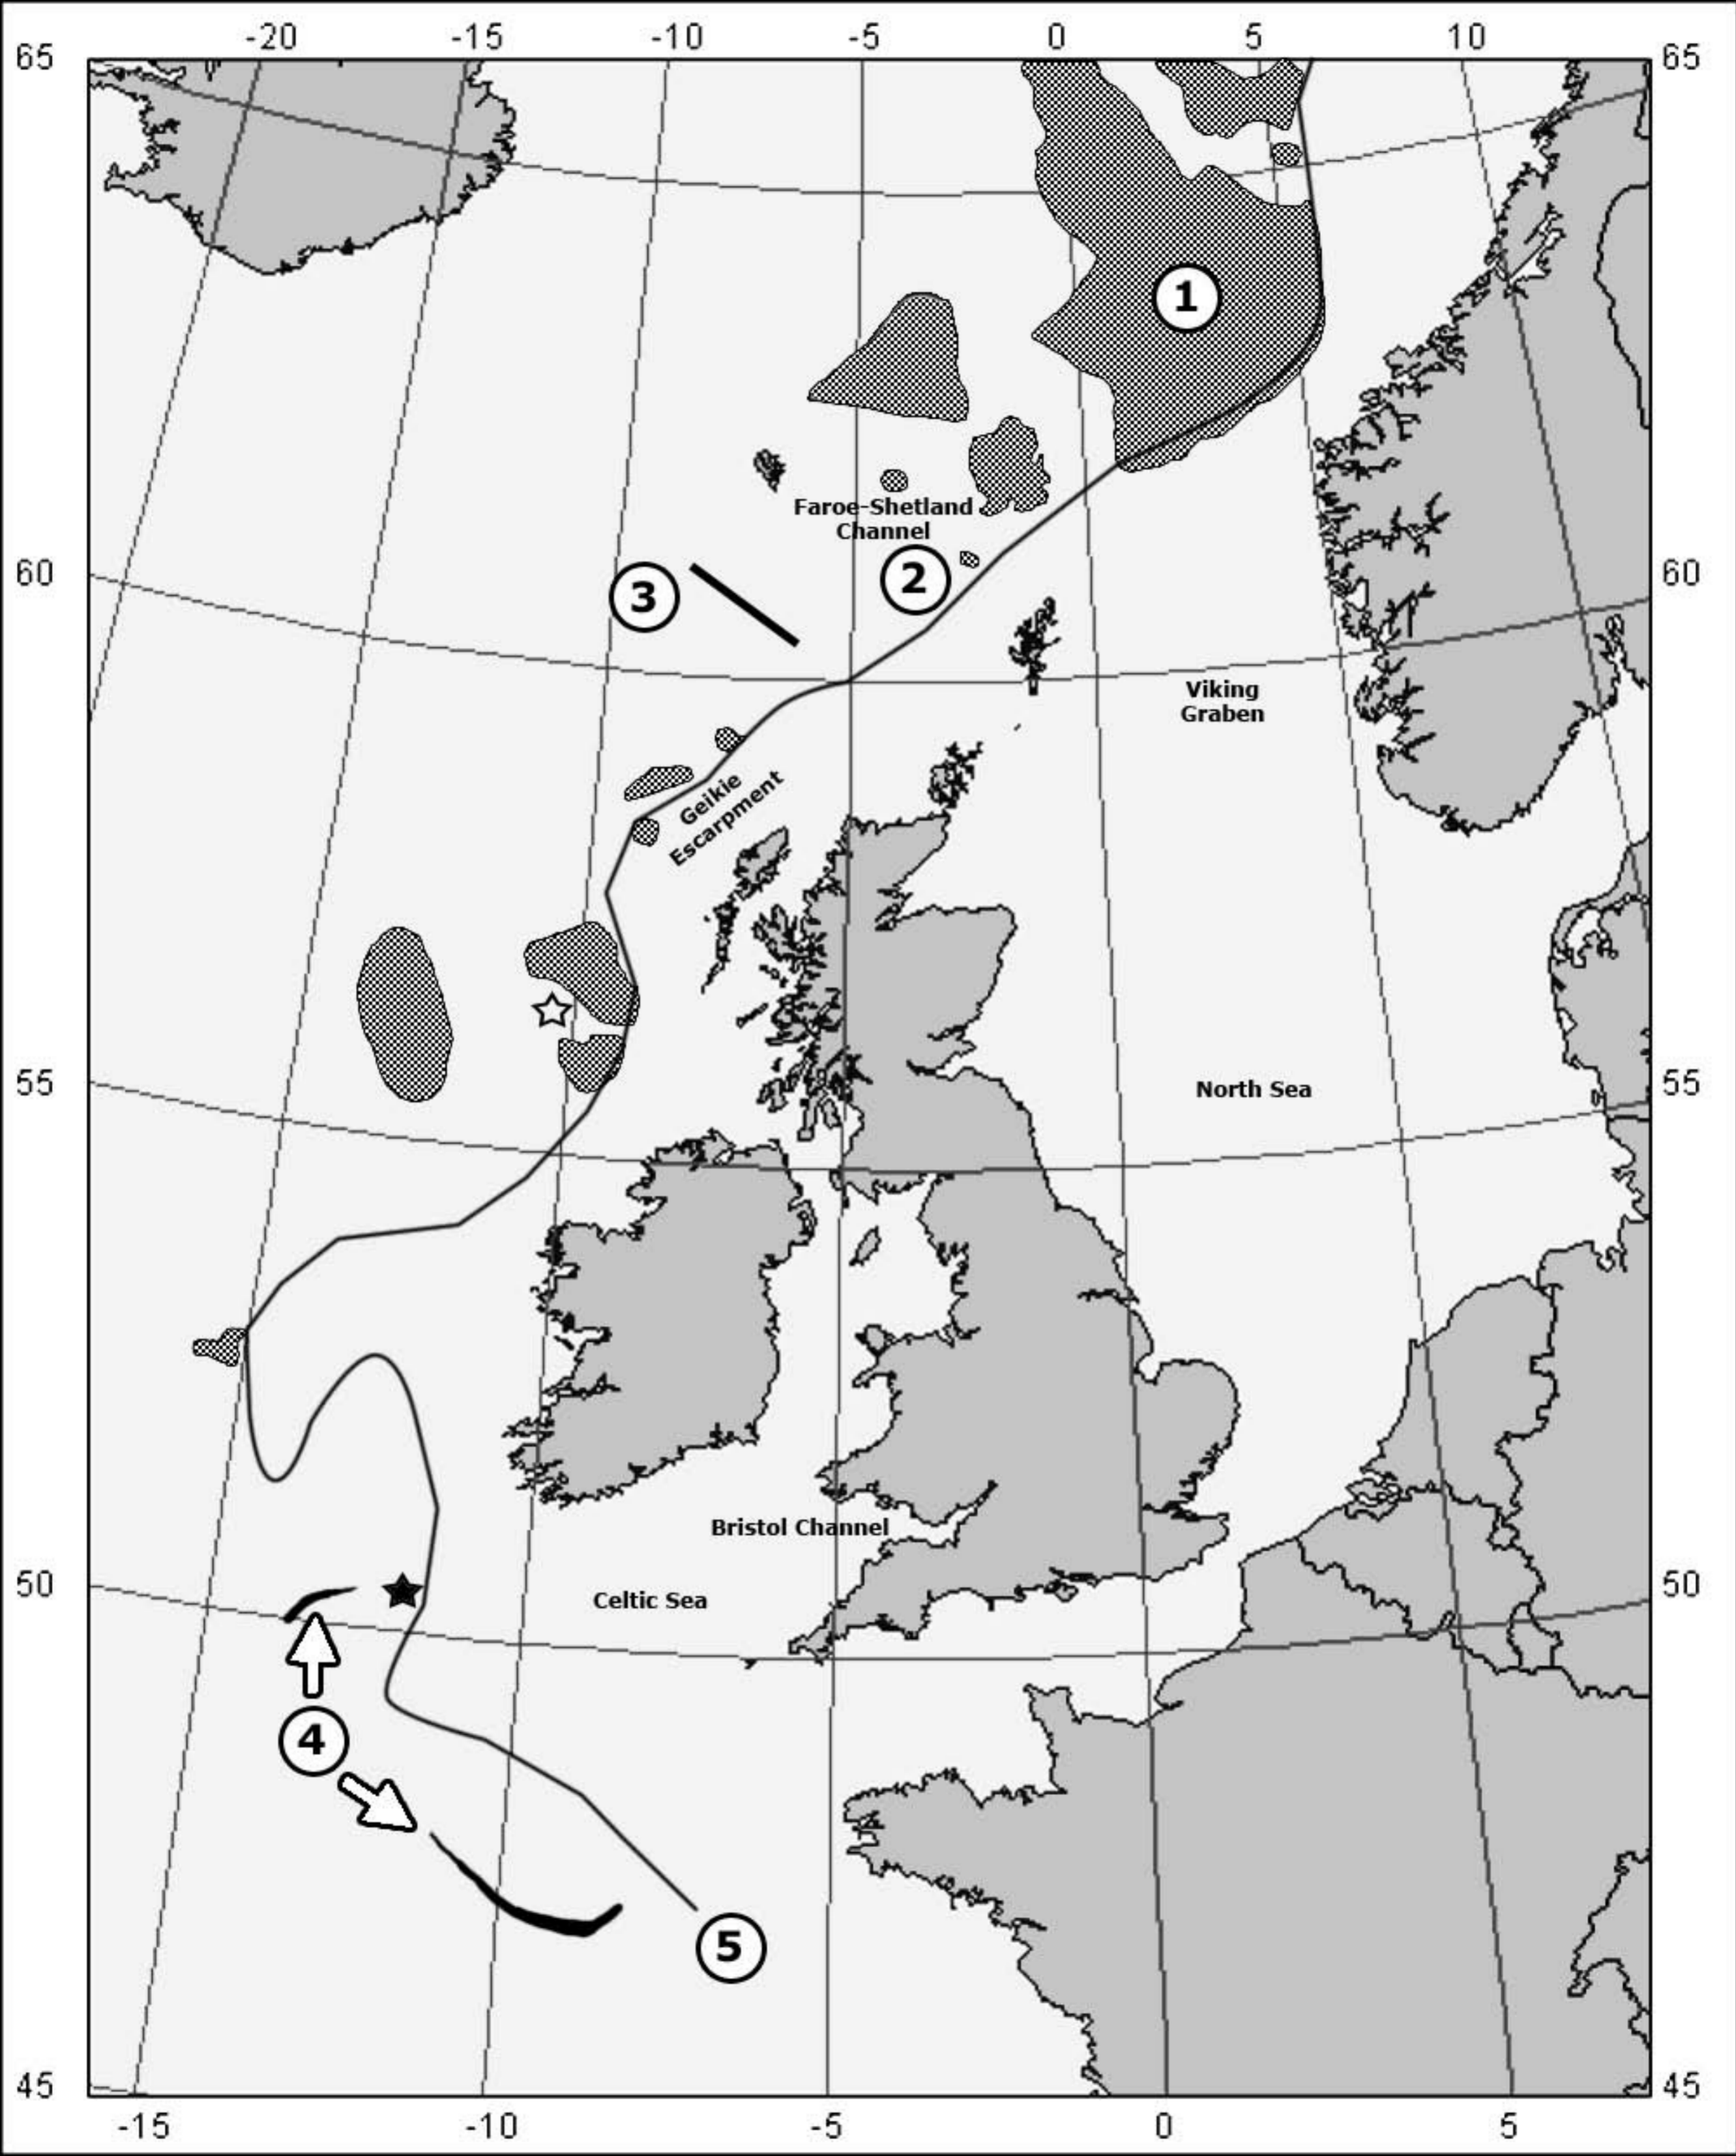 -20 -15 -10 -5 0 5 10
65 65
1
Faroe-Shetland
Channel
60 60
2
3
Viking
Graben
Geikie
Escarpment
55 55
North Sea
Bristol Channel
50 50
Celtic Sea
4
5
45 45
-15 -10 -5 0 5